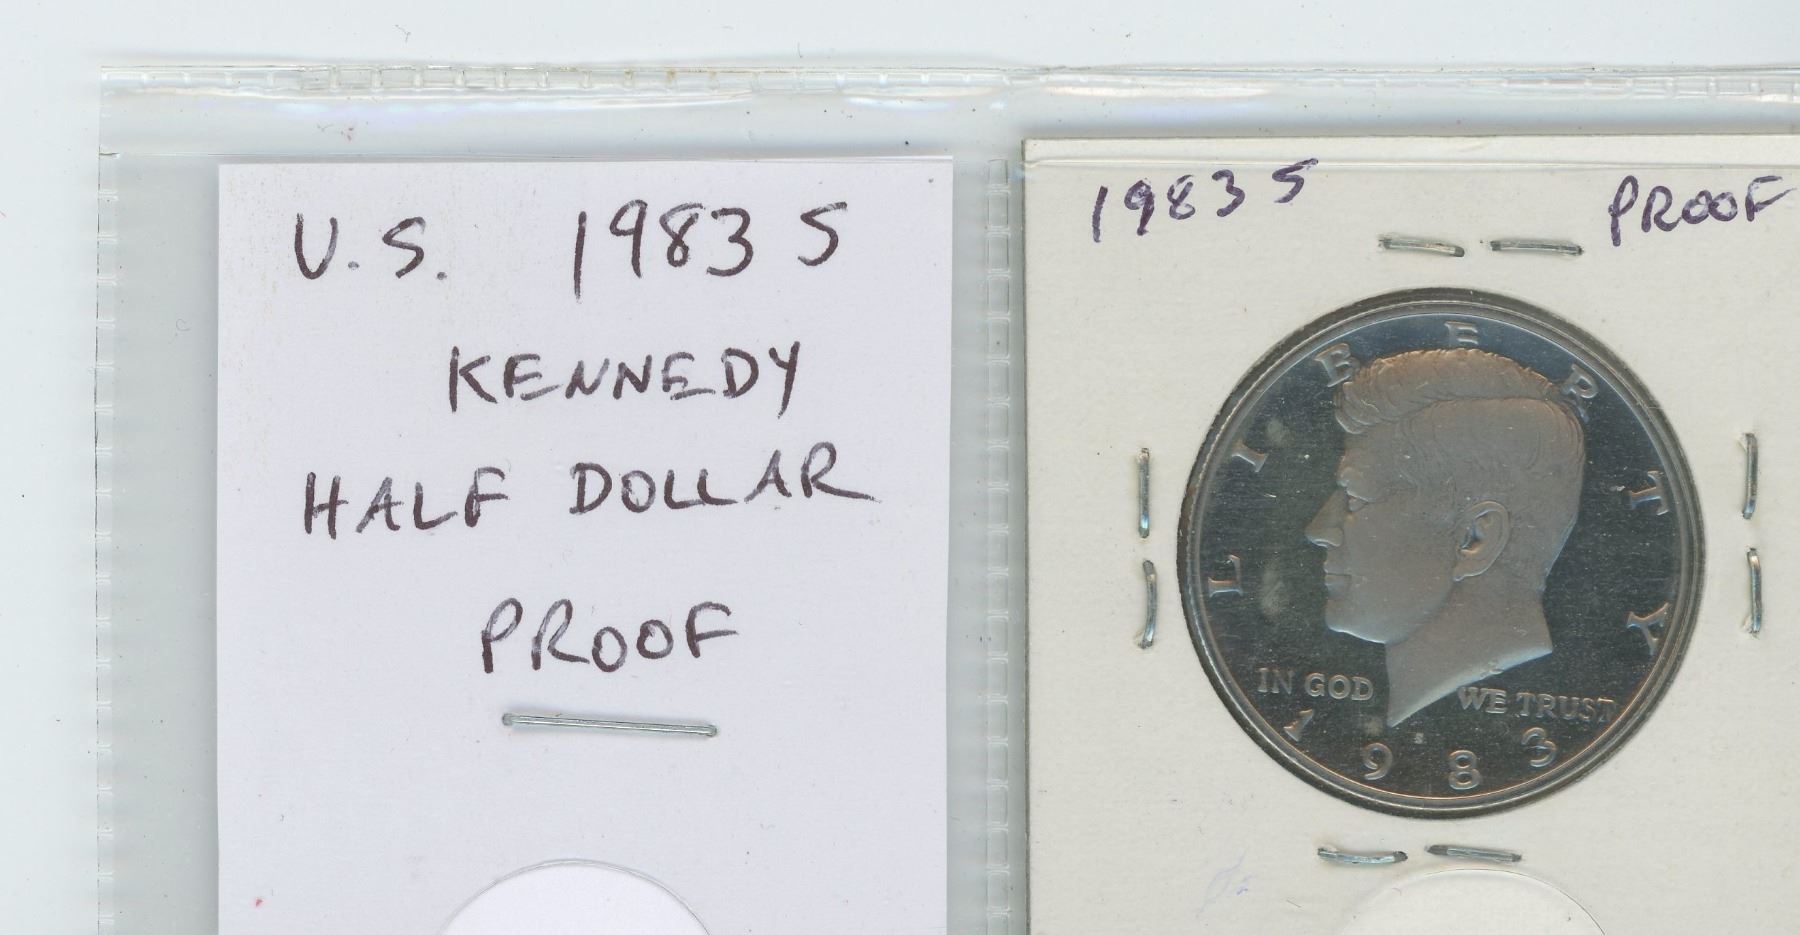 U.S. 1983 S
KENNEDY
HALF DOLLAR
PROOF
1983 S PROOF
LIBERTY
IN GOD WE TRUST
S
1983